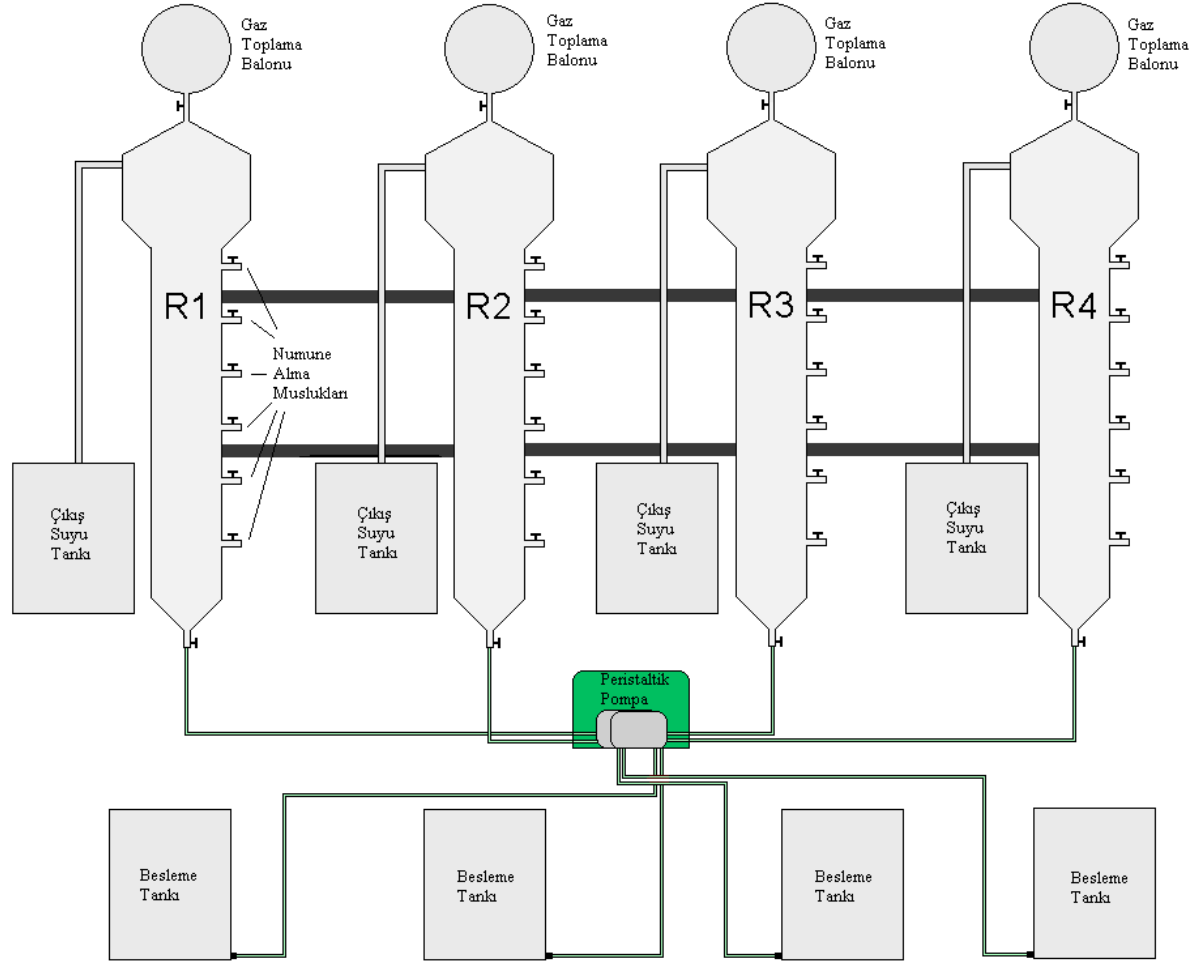 Gaz
Toplama
Balonu
Gaz
Toplama
Balonu
Gaz
Toplama
Balonu
Gaz
Toplama
Balonu
R1
R2
R3
R4
Numune
Alma
Muslukları
Çıkış
Suyu
Tankı
Çıkış
Suyu
Tankı
Çıkış
Suyu
Tankı
Çıkış
Suyu
Tankı
Peristaltik
Pompa
Besleme
Tankı
Besleme
Tankı
Besleme
Tankı
Besleme
Tankı